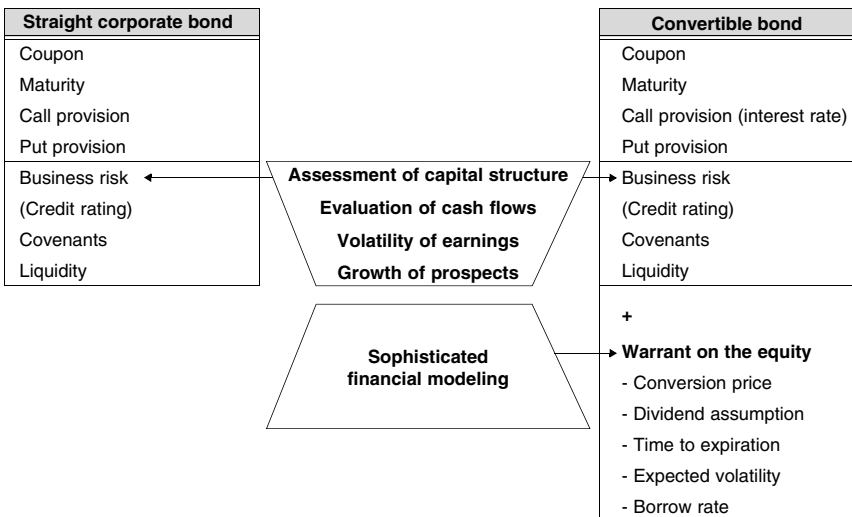 Straight corporate bond
Coupon
Maturity
Call provision
Put provision
Business risk
(Credit rating)
Covenants
Liquidity
Assessment of capital structure
Evaluation of cash flows
Volatility of earnings
Growth of prospects
Sophisticated
financial modeling
Convertible bond
Coupon
Maturity
Call provision (interest rate)
Put provision
Business risk
(Credit rating)
Covenants
Liquidity
+
Warrant on the equity
- Conversion price
- Dividend assumption
- Time to expiration
- Expected volatility
- Borrow rate